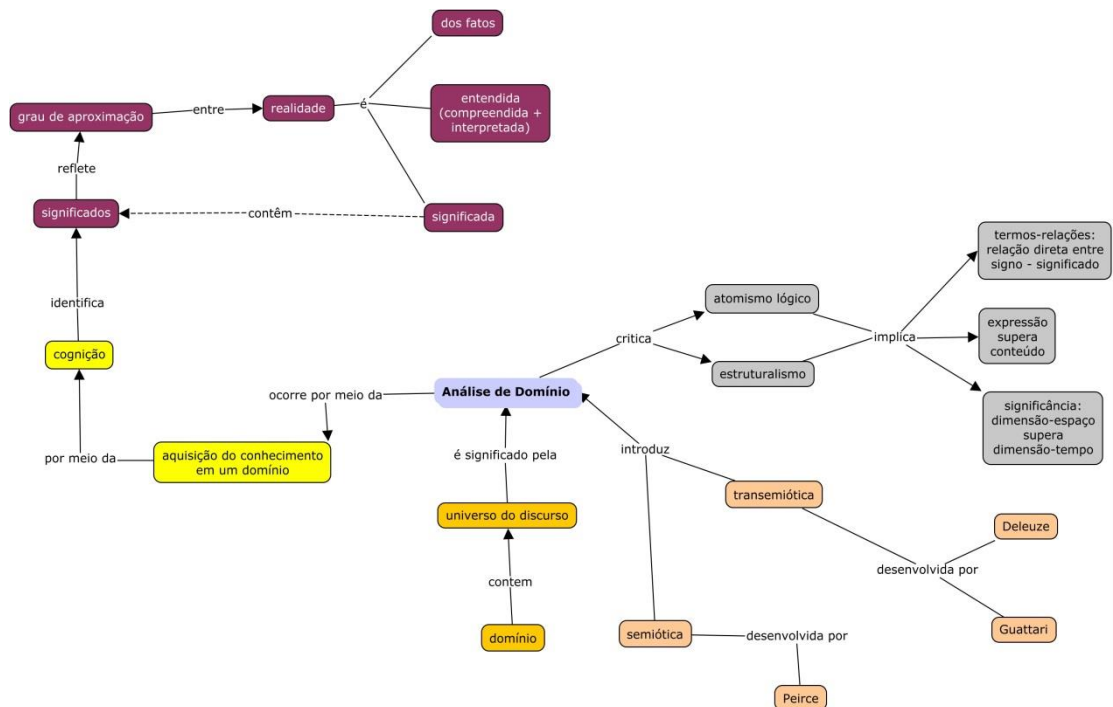 dos fatos
entendida
(compreendida +
interpretada)
grau de aproximação
entre
realidade
é
reflete
significados
contêm
significada
identifica
cognição
por meio da
aquisição do conhecimento
em um domínio
ocorre por meio da
Análise de Domínio
é significado pela
universo do discurso
contem
domínio
crítica
atomismo lógico
estruturalismo
implica
termos-relações:
relação direta entre
signo - significado
expressão
supera
conteúdo
significância:
dimensão-espaço
supera
dimensão-tempo
introduz
transemiótica
desenvolvida por
Deleuze
Guattari
semiótica
desenvolvida por
Peirce